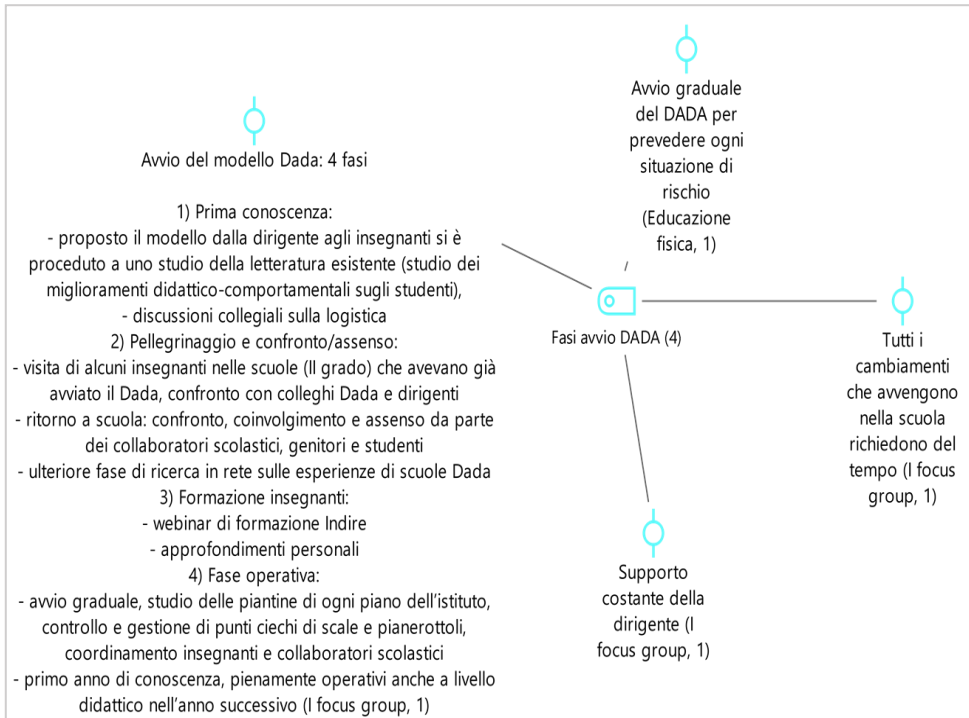 Avvio del modello Dada: 4 fasi
1) Prima conoscenza:
- proposto il modello dalla dirigente agli insegnanti si è
proceduto a uno studio della letteratura esistente (studio dei
miglioramenti didattico-comportamentali sugli studenti),
- discussioni collegiali sulla logistica
2) Pellegrinaggio e confronto/assenso:
- visita di alcuni insegnanti nelle scuole (II grado) che avevano già
avviato il Dada, confronto con colleghi Dada e dirigenti
- ritorno a scuola: confronto, coinvolgimento e assenso da parte
dei collaboratori scolastici, genitori e studenti
- ulteriore fase di ricerca in rete sulle esperienze di scuole Dada
3) Formazione insegnanti:
- webinar di formazione Indire
- approfondimenti personali
4) Fase operativa:
- avvio graduale, studio delle piantine di ogni piano dell'istituto,
controllo e gestione di punti ciechi di scale e pianerottoli,
coordinamento insegnanti e collaboratori scolastici
- primo anno di conoscenza, pienamente operativi anche a livello
didattico nell'anno successivo (I focus group, 1)
Avvio graduale
del DADA per
prevedere ogni
situazione di
rischio
(Educazione
fisica, 1)
Fasi avvio DADA (4)
Tutti i
cambiamenti
che avvengono
nella scuola
richiedono del
tempo (I focus
group, 1)
Supporto
costante della
dirigente (I
focus group, 1)